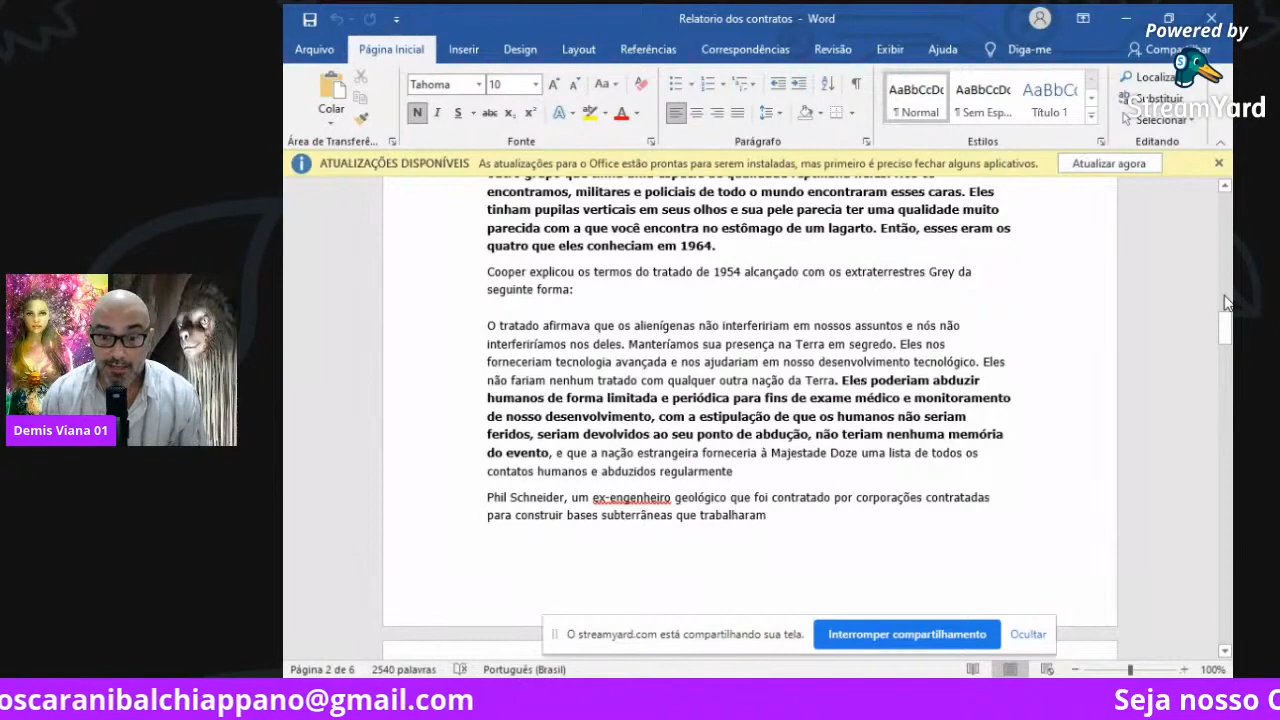 Relatorio dos contratos - Word
Powered by
StreamYard
Arquivo Página Inicial Inserir Design Layout Referências Correspondências Revisão Exibir Ajuda Diga-me
Tahoma 10
Colar
N I S abc x₂ x² A A
Aa
AaBbCcDc AaBbCcDc AaBbC
¶ Normal ¶ Sem Esp... Título 1
Substituir
Selecionar
Área de Transferê... Fonte Parágrafo Estilos Editando
ATUALIZAÇÕES DISPONÍVEIS As atualizações para o Office estão prontas para serem instaladas, mas primeiro é preciso fechar alguns aplicativos. Atualizar agora
encontramos, militares e policiais de todo o mundo encontraram esses caras. Eles
tinham pupilas verticais em seus olhos e sua pele parecia ter uma qualidade muito
parecida com a que você encontra no estômago de um lagarto. Então, esses eram os
quatro que eles conheciam em 1964.
Cooper explicou os termos do tratado de 1954 alcançado com os extraterrestres Grey da
seguinte forma:
O tratado afirmava que os alienígenas não interfeririam em nossos assuntos e nós não
interferiríamos nos deles. Manteríamos sua presença na Terra em segredo. Eles nos
forneceriam tecnologia avançada e nos ajudariam em nosso desenvolvimento tecnológico. Eles
não fariam nenhum tratado com qualquer outra nação da Terra. Eles poderiam abduzir
humanos de forma limitada e periódica para fins de exame médico e monitoramento
de nosso desenvolvimento, com a estipulação de que os humanos não seriam
feridos, seriam devolvidos ao seu ponto de abdução, não teriam nenhuma memória
do evento, e que a nação estrangeira forneceria à Majestade Doze uma lista de todos os
contatos humanos e abduzidos regularmente
Phil Schneider, um ex-engenheiro geológico que foi contratado por corporações contratadas
para construir bases subterrâneas que trabalharam
Demis Viana 01
O streamyard.com está compartilhando sua tela. Interromper compartilhamento Ocultar
Página 2 de 6 2540 palavras Português (Brasil) 100%
oscaranibalchiappano@gmail.com Seja nosso